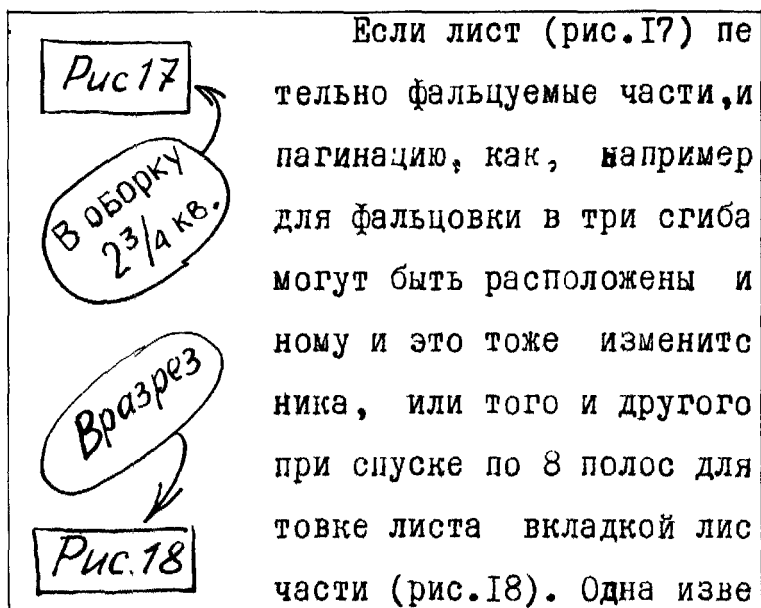 Рис 17
В оборку
2 3/4 кв.
Вразрез
Рис. 18
Если лист (рис.I7) пе
тельно фальцуемые части,и
пагинацию, как, например
для фальцовки в три сгиба
могут быть расположены и
ному и это тоже изменитс
ника, или того и другого
при спуске по 8 полос для
товке листа вкладкой лис
части (рис.I8). Одна изве